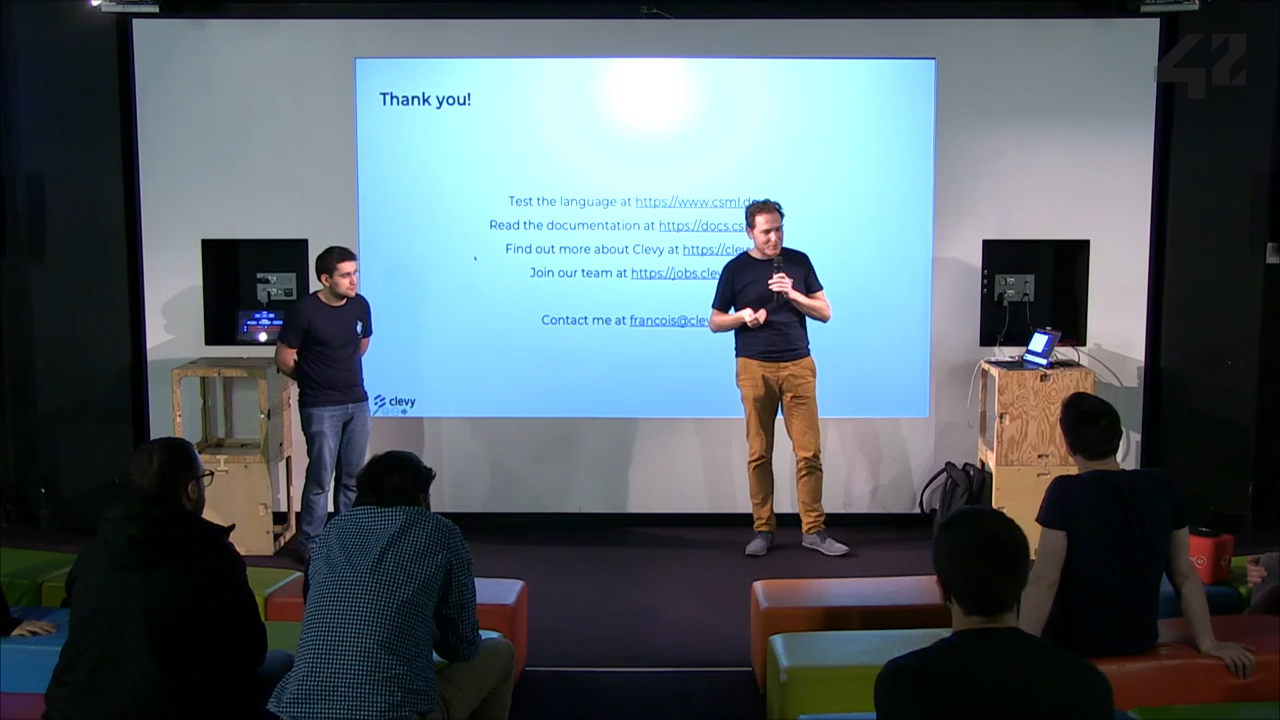 42
Thank you!
Test the language at https://www.csml.de
Read the documentation at https://docs.cs
Find out more about Clevy at https://clev
Join our team at https://jobs.clev
Contact me at francois@clev
clevy